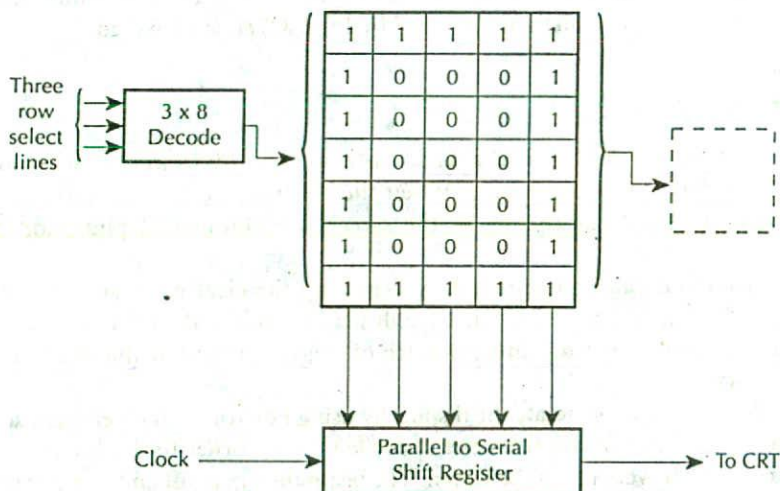 Three
row
select
lines
3 x 8
Decode
1 1 1 1 1
1 0 0 0 1
1 0 0 0 1
1 0 0 0 1
1 0 0 0 1
1 0 0 0 1
1 1 1 1 1
Clock
Parallel to Serial
Shift Register
To CRT